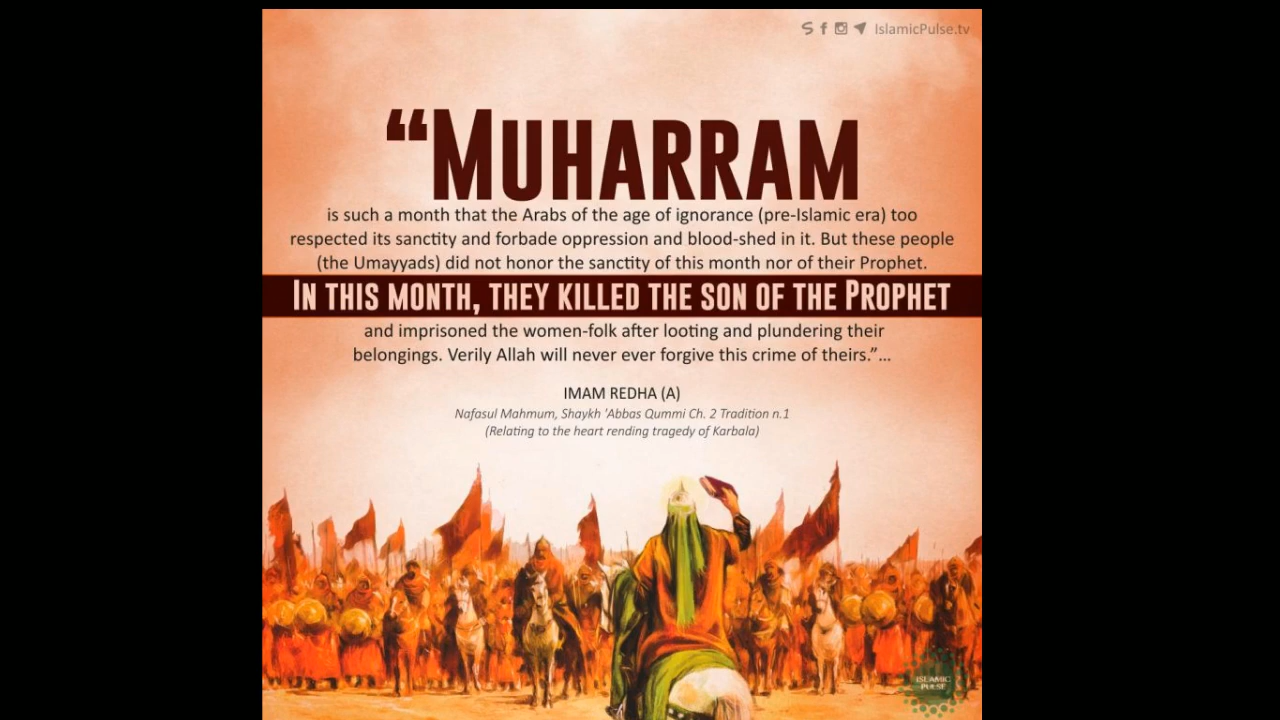 IslamicPulse.tv
“MUHARRAM
is such a month that the Arabs of the age of ignorance (pre-Islamic era) too
respected its sanctity and forbade oppression and blood-shed in it. But these people
(the Umayyads) did not honor the sanctity of this month nor of their Prophet.
IN THIS MONTH, THEY KILLED THE SON OF THE PROPHET
and imprisoned the women-folk after looting and plundering their
belongings. Verily Allah will never ever forgive this crime of theirs.”...
IMAM REDHA (A)
Nafasul Mahmum, Shaykh 'Abbas Qummi Ch. 2 Tradition n.1
(Relating to the heart rending tragedy of Karbala)
ISLAMIC
PULSE